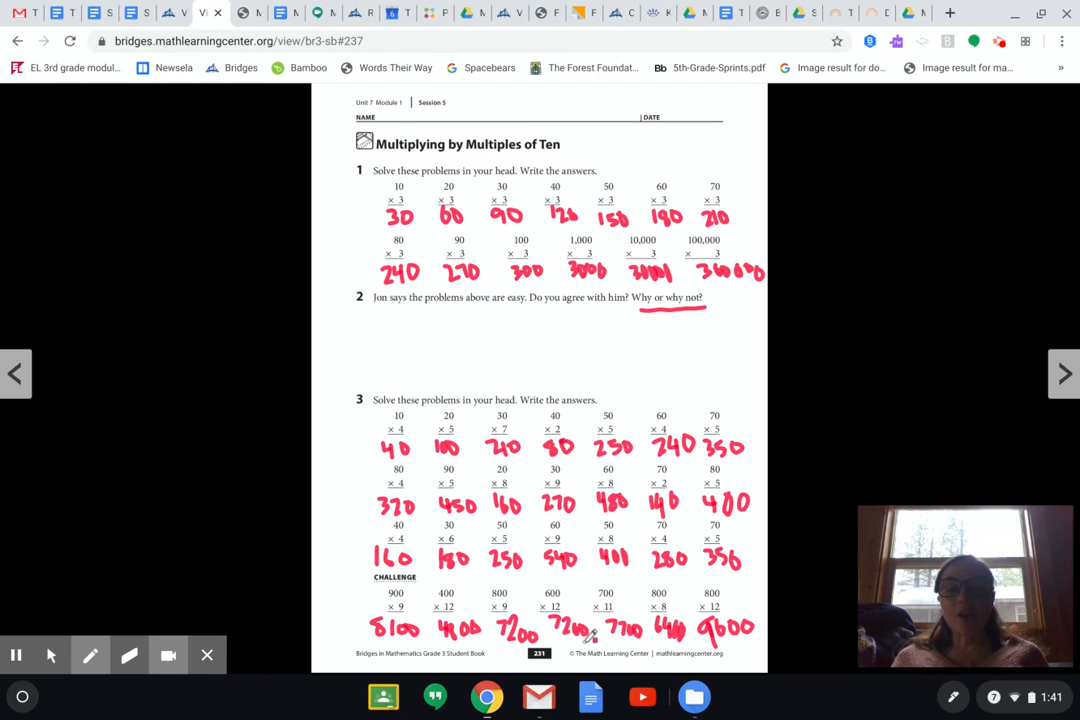 M T T S S V Vi M M M R T P M V F F C K M T E S T D M
bridges.mathlearningcenter.org/view/br3-sb#237
EL 3rd grade modul... Newsela Bridges Bamboo Words Their Way Spacebears The Forest Foundat... Bb 5th-Grade-Sprints.pdf Image result for do... Image result for ma... »
Unit 7 Module 1 | Session 5
NAME | DATE
Multiplying by Multiples of Ten
1 Solve these problems in your head. Write the answers.
10 20 30 40 50 60 70
× 3 × 3 × 3 × 3 × 3 × 3 × 3
30 60 90 120 150 180 210
80 90 100 1,000 10,000 100,000
× 3 × 3 × 3 × 3 × 3 × 3
240 270 300 3000 30000 300000
2 Jon says the problems above are easy. Do you agree with him? Why or why not?
3 Solve these problems in your head. Write the answers.
10 20 30 40 50 60 70
× 4 × 5 × 7 × 2 × 5 × 4 × 5
40 100 210 80 250 240 350
80 90 20 30 60 70 80
× 4 × 5 × 8 × 9 × 8 × 2 × 5
320 450 160 270 480 140 400
40 30 50 60 50 70 70
× 4 × 6 × 5 × 9 × 8 × 4 × 5
160 180 250 540 400 280 350
CHALLENGE
900 400 800 600 700 800 800
× 9 × 12 × 9 × 12 × 11 × 8 × 12
8100 4800 7200 7200 7700 6400 9600
Bridges in Mathematics Grade 3 Student Book 231 © The Math Learning Center | mathlearningcenter.org
7 1:41